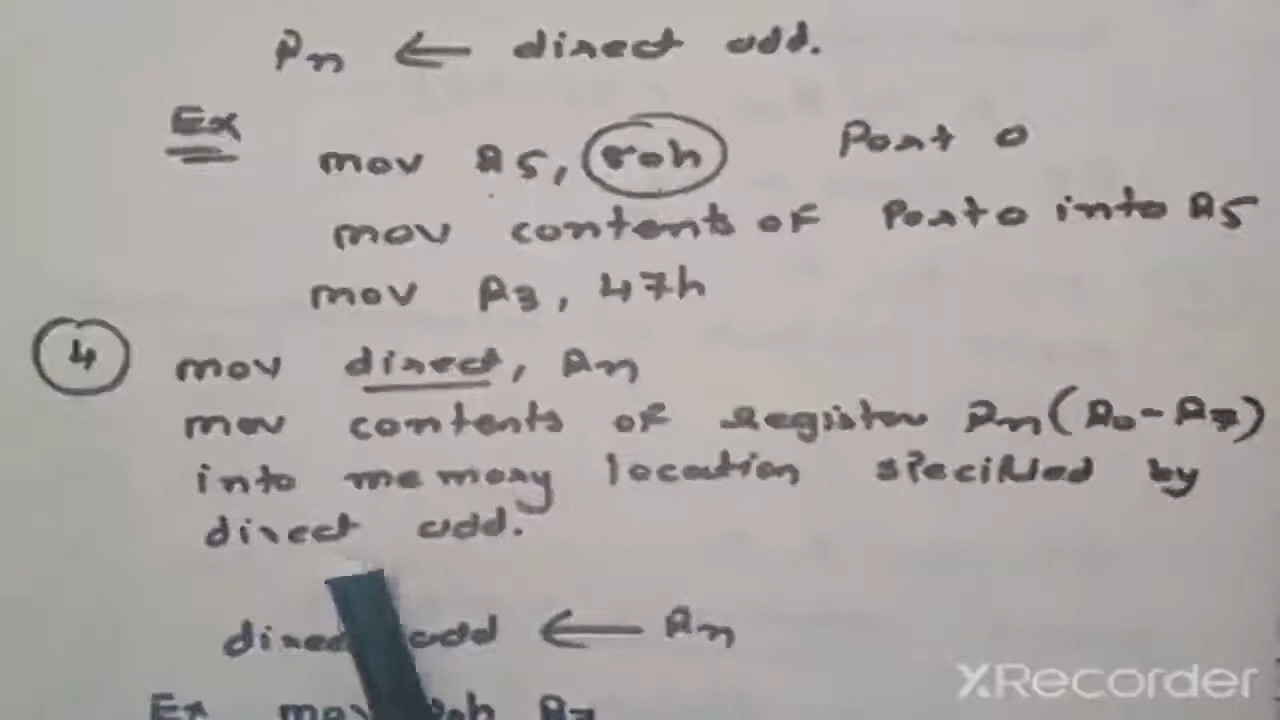 Rn ← direct add.
Ex
mov R5, 80h Port 0
mov contents of Port 0 into R5
mov R3, 47h
4 mov direct, Rn
mov contents of register Rn (R0 - R7)
into memory location specified by
direct add.
direct add ← Rn
Ex mov
XRecorder